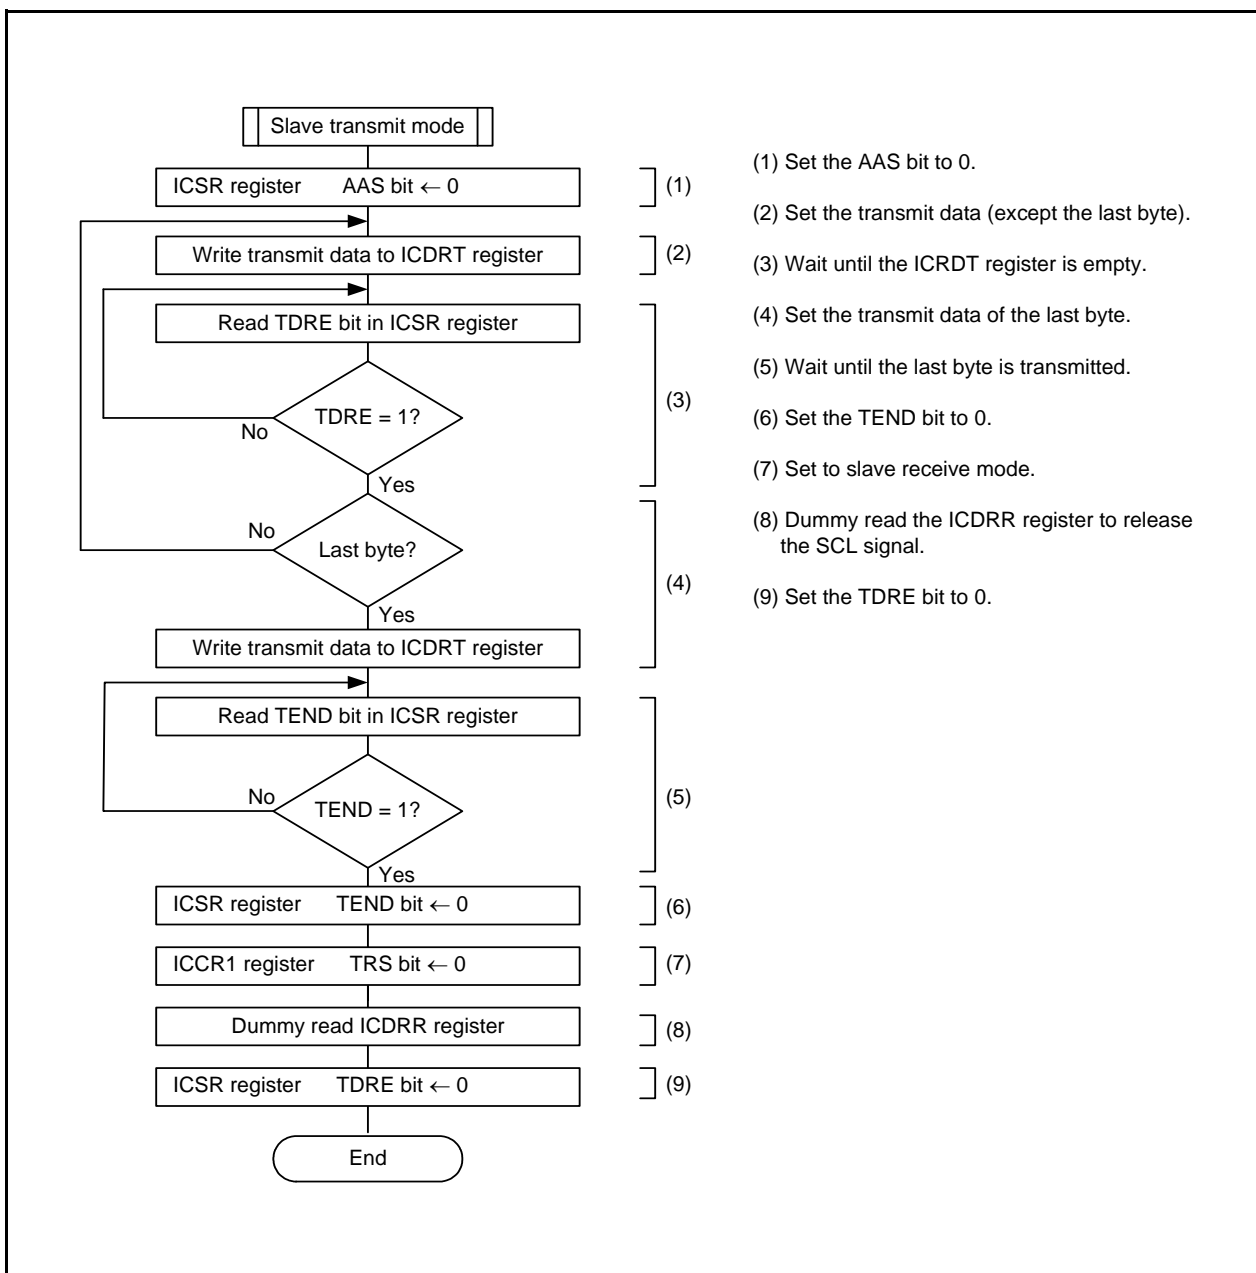 Slave transmit mode
ICSR register AAS bit ← 0
(1)
Write transmit data to ICDRT register
(2)
Read TDRE bit in ICSR register
TDRE = 1?
(3)
No
Yes
No
Last byte?
(4)
Yes
Write transmit data to ICDRT register
Read TEND bit in ICSR register
No
TEND = 1?
(5)
Yes
ICSR register TEND bit ← 0
(6)
ICCR1 register TRS bit ← 0
(7)
Dummy read ICDRR register
(8)
ICSR register TDRE bit ← 0
(9)
End
(1) Set the AAS bit to 0.
(2) Set the transmit data (except the last byte).
(3) Wait until the ICRDT register is empty.
(4) Set the transmit data of the last byte.
(5) Wait until the last byte is transmitted.
(6) Set the TEND bit to 0.
(7) Set to slave receive mode.
(8) Dummy read the ICDRR register to release
the SCL signal.
(9) Set the TDRE bit to 0.